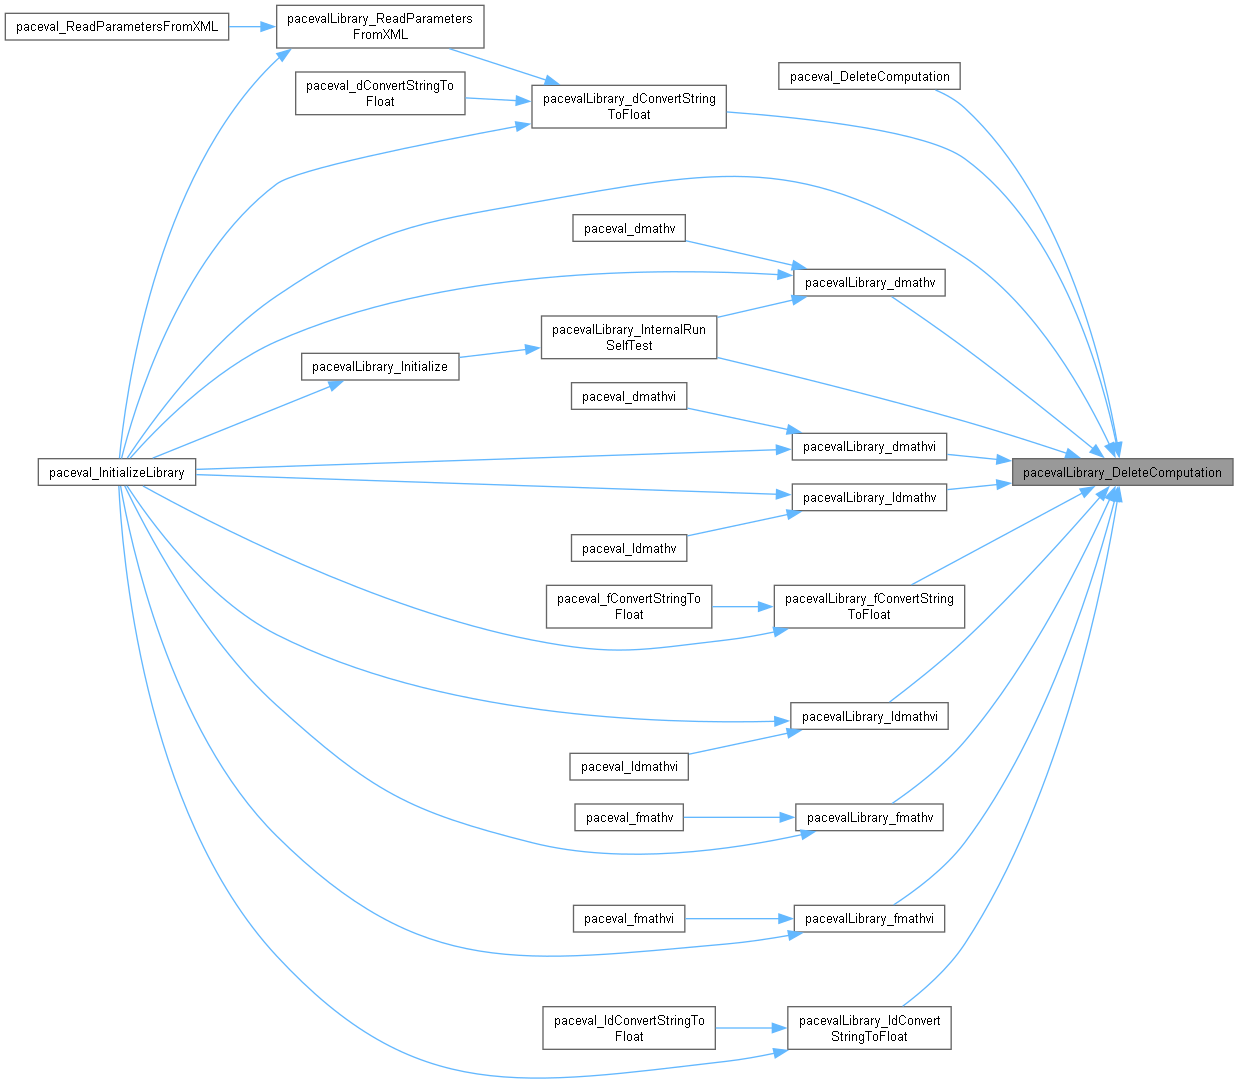 paceval_ReadParametersFromXML
pacevalLibrary_ReadParameters
FromXML
paceval_DeleteComputation
paceval_dConvertStringTo
Float
pacevalLibrary_dConvertString
ToFloat
paceval_dmathv
pacevalLibrary_dmathv
pacevalLibrary_InternalRun
SelfTest
pacevalLibrary_Initialize
paceval_dmathvi
pacevalLibrary_dmathvi
paceval_InitializeLibrary
pacevalLibrary_DeleteComputation
pacevalLibrary_ldmathv
paceval_ldmathv
paceval_fConvertStringTo
Float
pacevalLibrary_fConvertString
ToFloat
pacevalLibrary_ldmathvi
paceval_ldmathvi
paceval_fmathv
pacevalLibrary_fmathv
paceval_fmathvi
pacevalLibrary_fmathvi
paceval_ldConvertStringTo
Float
pacevalLibrary_ldConvert
StringToFloat